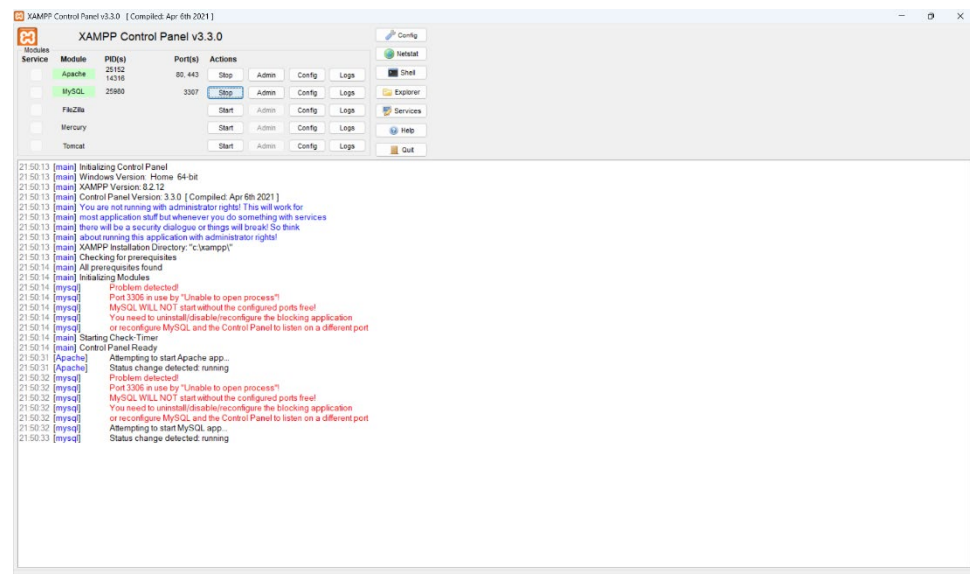 XAMPP Control Panel v3.3.0 [ Compiled: Apr 6th 2021 ]
XAMPP Control Panel v3.3.0
Config
Modules
Service Module PID(s) Port(s) Actions
Netstat
Apache 25152 14316 80, 443 Stop Admin Config Logs
Shell
MySQL 25980 3307 Stop Admin Config Logs
Explorer
FileZilla Start Admin Config Logs
Services
Mercury Start Admin Config Logs
Help
Tomcat Start Admin Config Logs
Quit
21:50:13 [main] Initializing Control Panel
21:50:13 [main] Windows Version: Home 64-bit
21:50:13 [main] XAMPP Version: 8.2.12
21:50:13 [main] Control Panel Version: 3.3.0 [ Compiled: Apr 6th 2021 ]
21:50:13 [main] You are not running with administrator rights! This will work for
21:50:13 [main] most application stuff but whenever you do something with services
21:50:13 [main] there will be a security dialogue or things will break! So think
21:50:13 [main] about running this application with administrator rights!
21:50:13 [main] XAMPP Installation Directory: "c:\xampp\"
21:50:13 [main] Checking for prerequisites
21:50:14 [main] All prerequisites found
21:50:14 [main] Initializing Modules
21:50:14 [mysql] Problem detected!
21:50:14 [mysql] Port 3306 in use by "Unable to open process"!
21:50:14 [mysql] MySQL WILL NOT start without the configured ports free!
21:50:14 [mysql] You need to uninstall/disable/reconfigure the blocking application
21:50:14 [mysql] or reconfigure MySQL and the Control Panel to listen on a different port
21:50:14 [main] Starting Check-Timer
21:50:14 [main] Control Panel Ready
21:50:31 [Apache] Attempting to start Apache app...
21:50:31 [Apache] Status change detected: running
21:50:32 [mysql] Problem detected!
21:50:32 [mysql] Port 3306 in use by "Unable to open process"!
21:50:32 [mysql] MySQL WILL NOT start without the configured ports free!
21:50:32 [mysql] You need to uninstall/disable/reconfigure the blocking application
21:50:32 [mysql] or reconfigure MySQL and the Control Panel to listen on a different port
21:50:32 [mysql] Attempting to start MySQL app...
21:50:33 [mysql] Status change detected: running